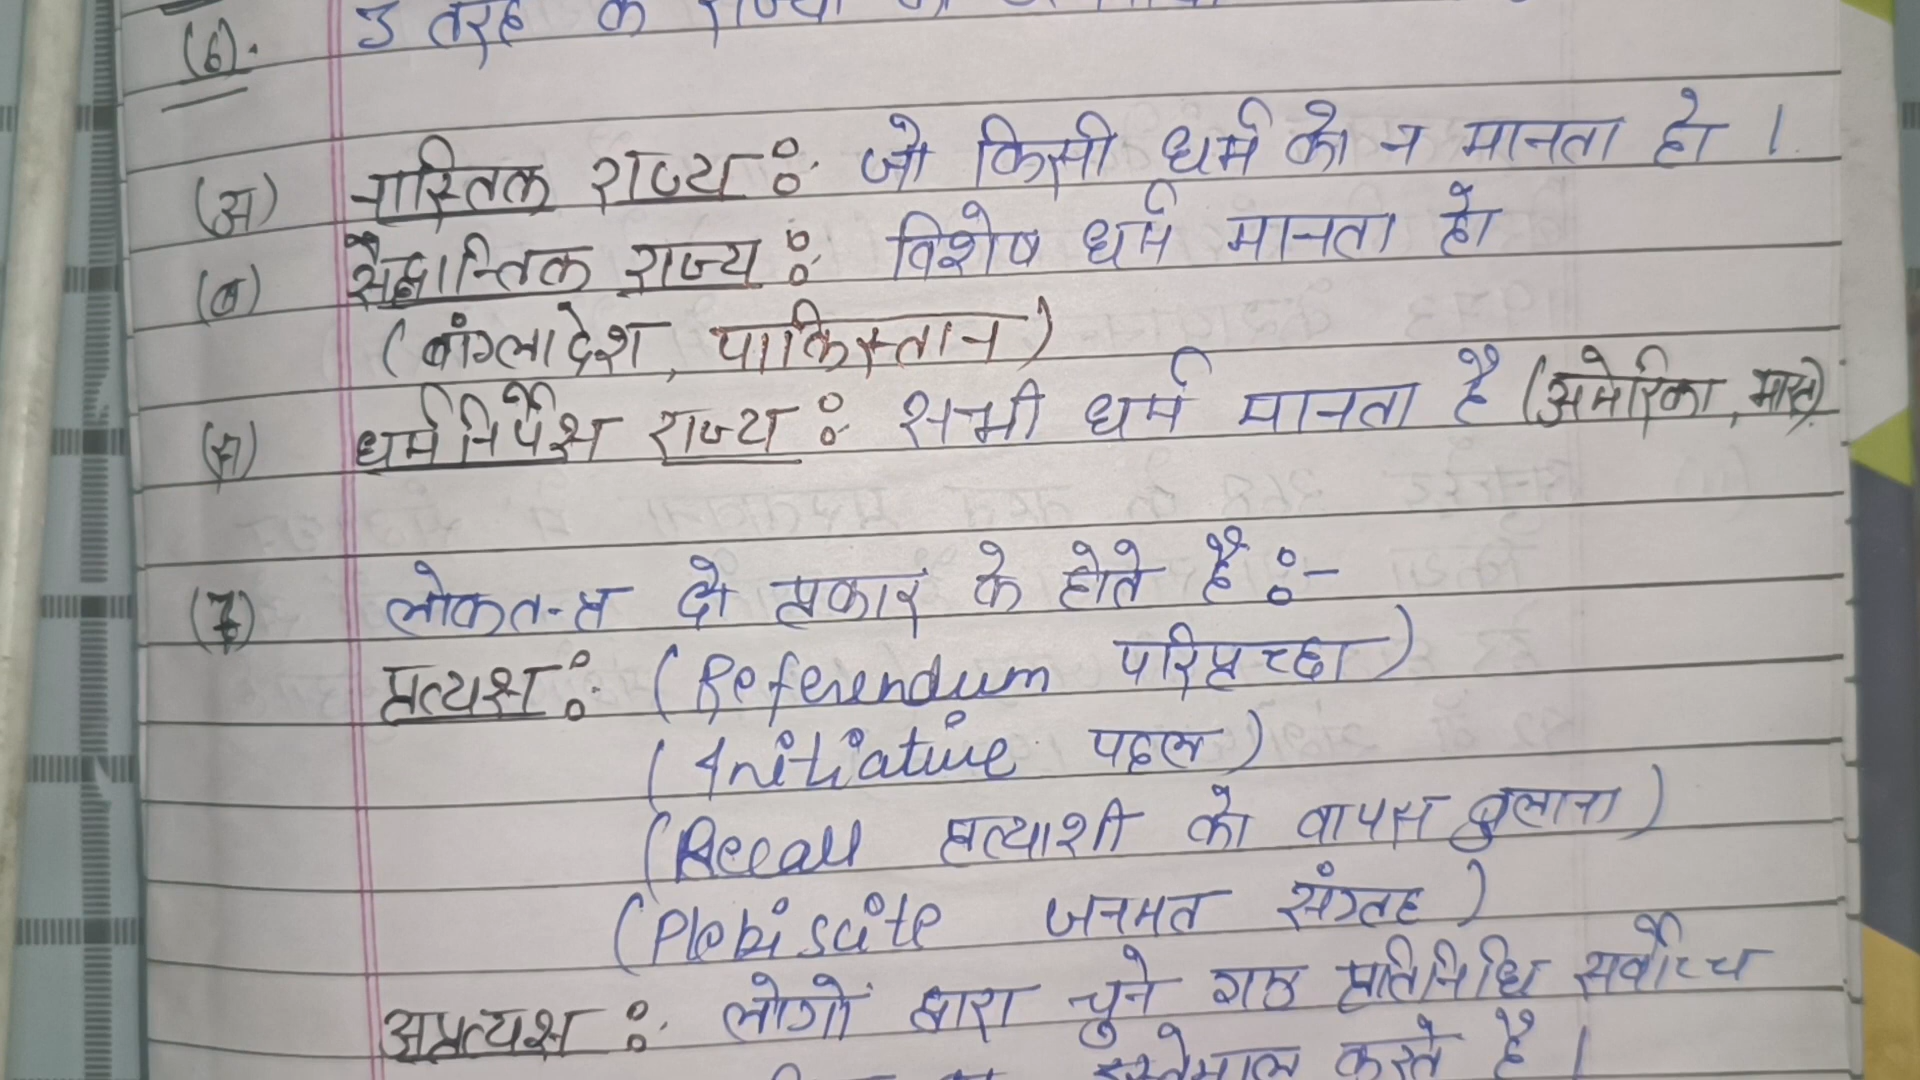 (6). 3 तरह के राज्यों
(अ) नास्तिक राज्य : जो किसी धर्म को न मानता हो ।
(ब) सैद्धान्तिक राज्य : विशेष धर्म मानता हो
(बांग्लादेश, पाकिस्तान)
(स) धर्मनिर्पेक्ष राज्य : सभी धर्म मानता है (अमेरिका, भारत)
(7) लोकतन्त्र दो प्रकार के होते हैं :-
प्रत्यक्ष : (Referendum परिप्रच्छा)
(Initiative पहल)
(Recall प्रत्याशी को वापस बुलाना)
(Plebiscite जनमत संग्रह)
अप्रत्यक्ष : लोगों द्वारा चुने गए प्रतिनिधि सर्वोच्च
इस्तेमाल करते हैं ।